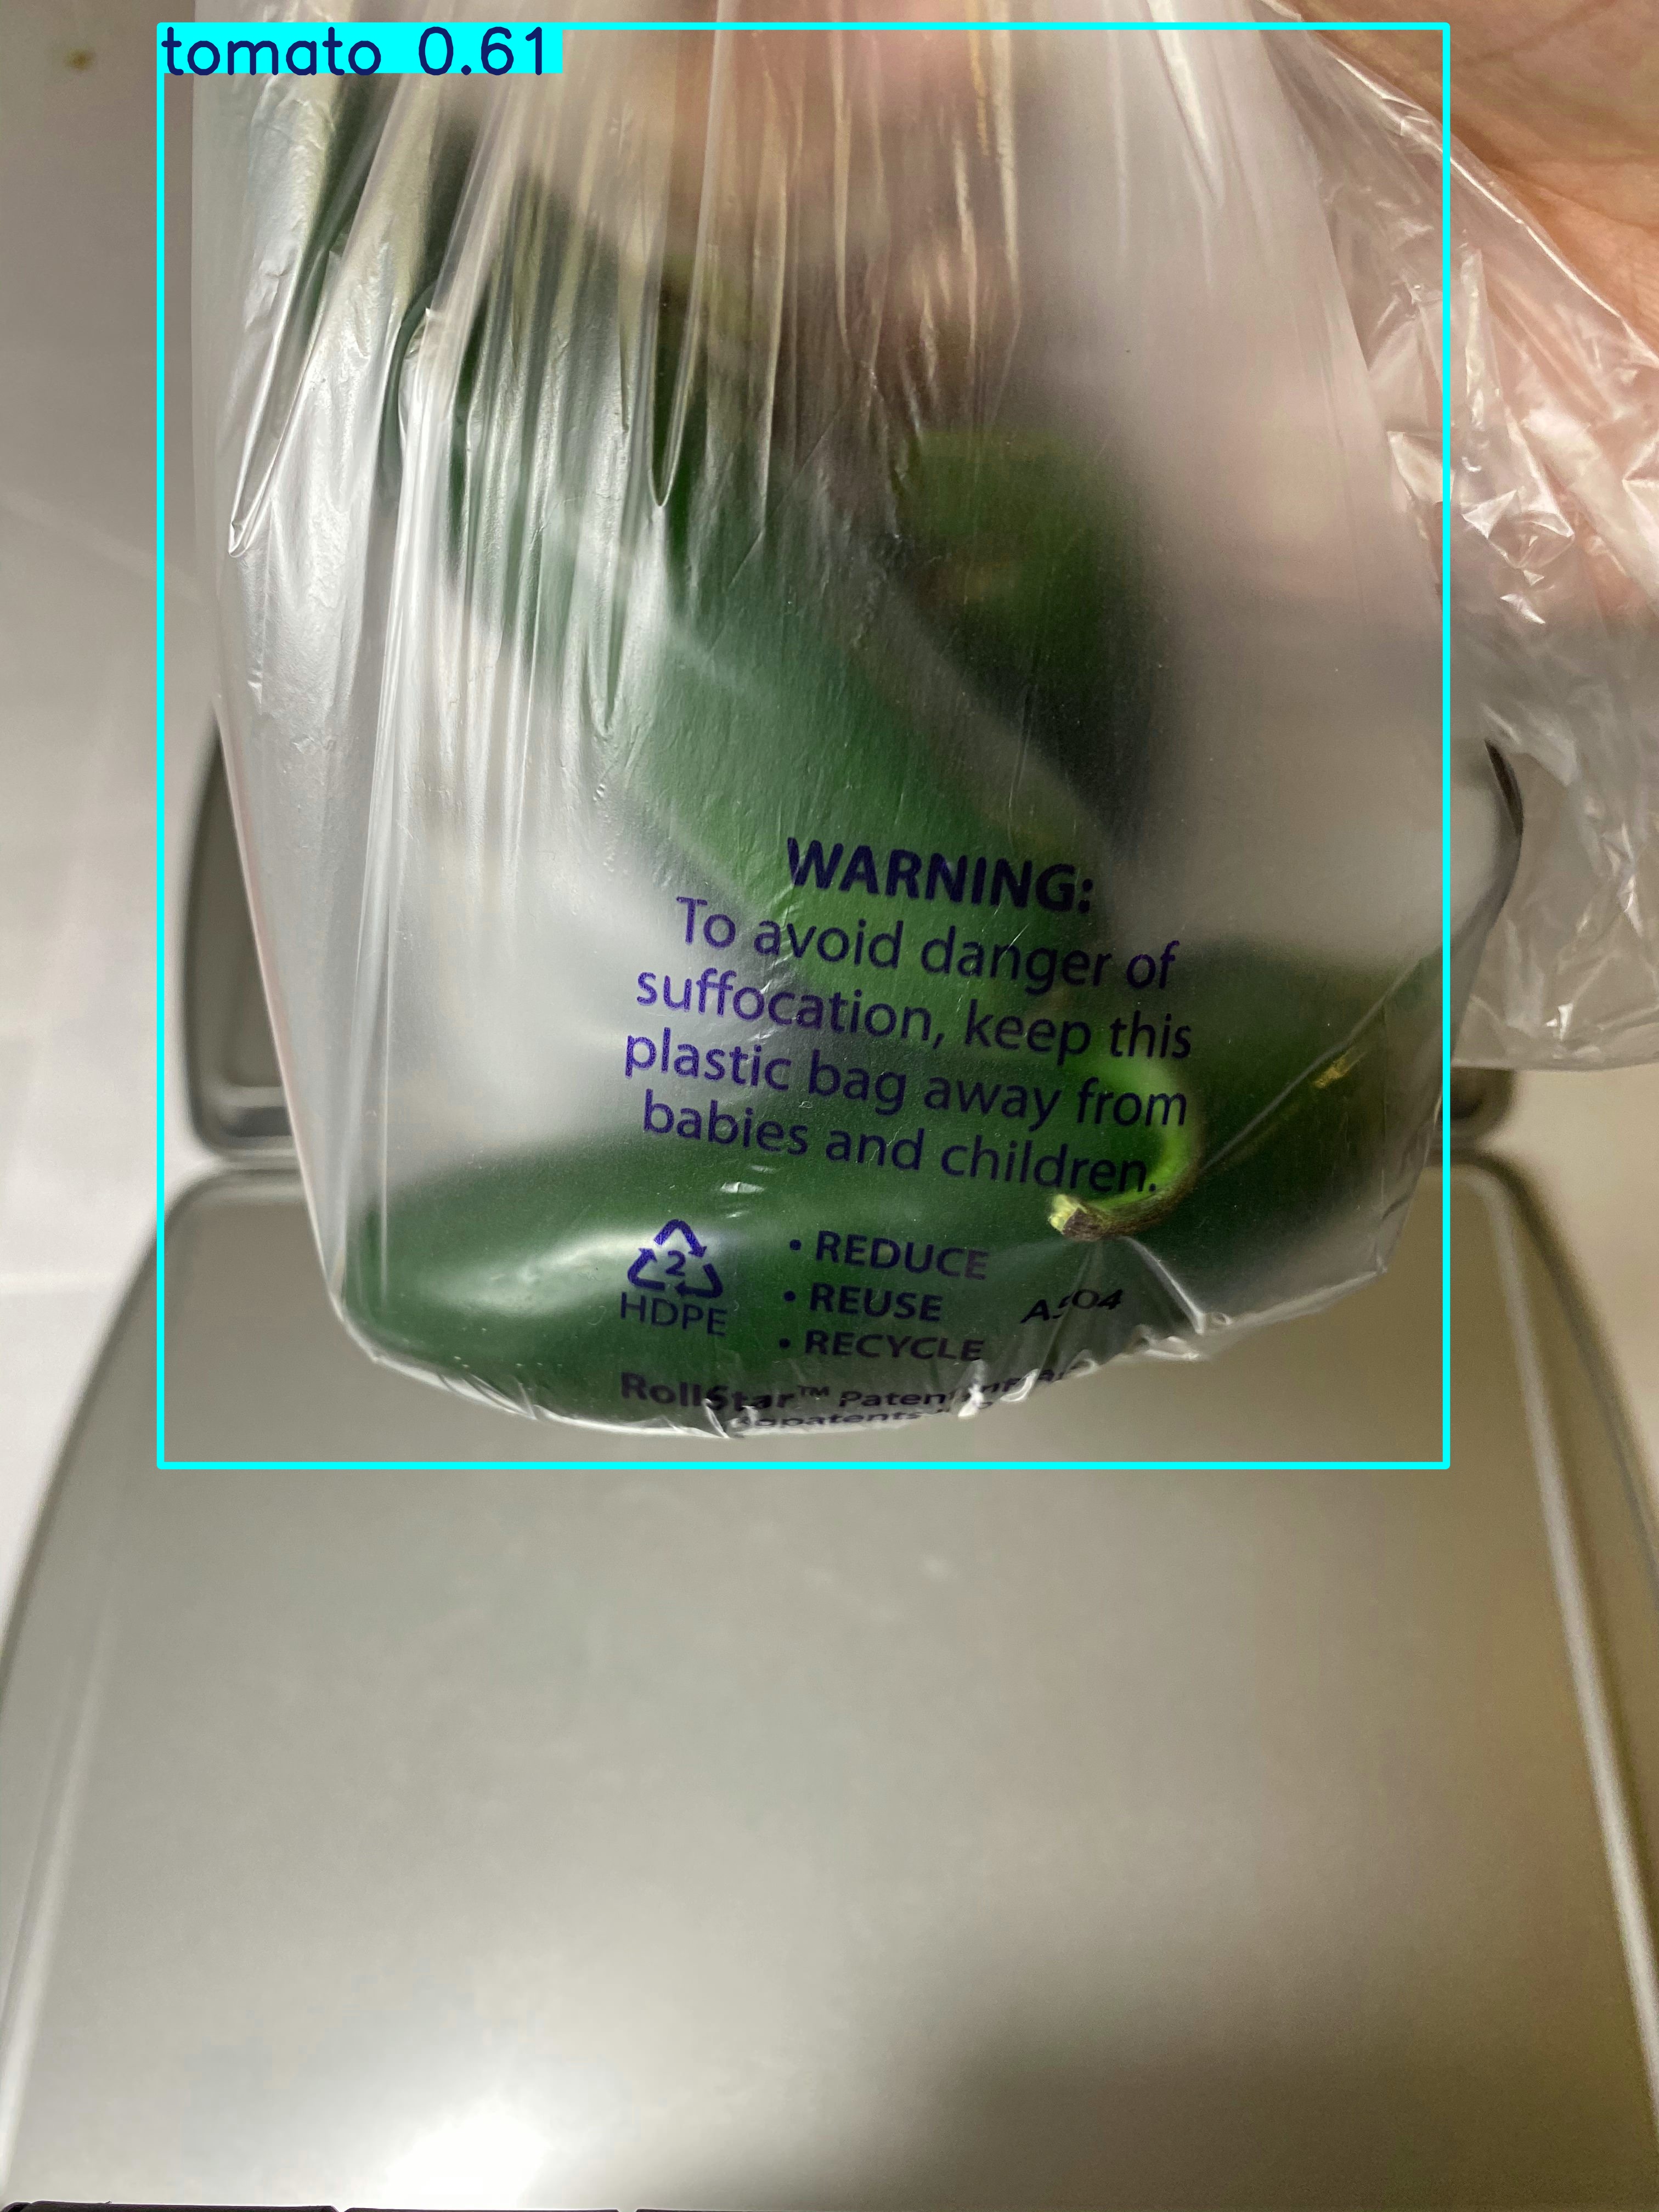 tomato 0.61
WARNING:
To avoid danger of
suffocation, keep this
plastic bag away from
babies and children.
2
HDPE
• REDUCE
• REUSE
• RECYCLE
RollStar™